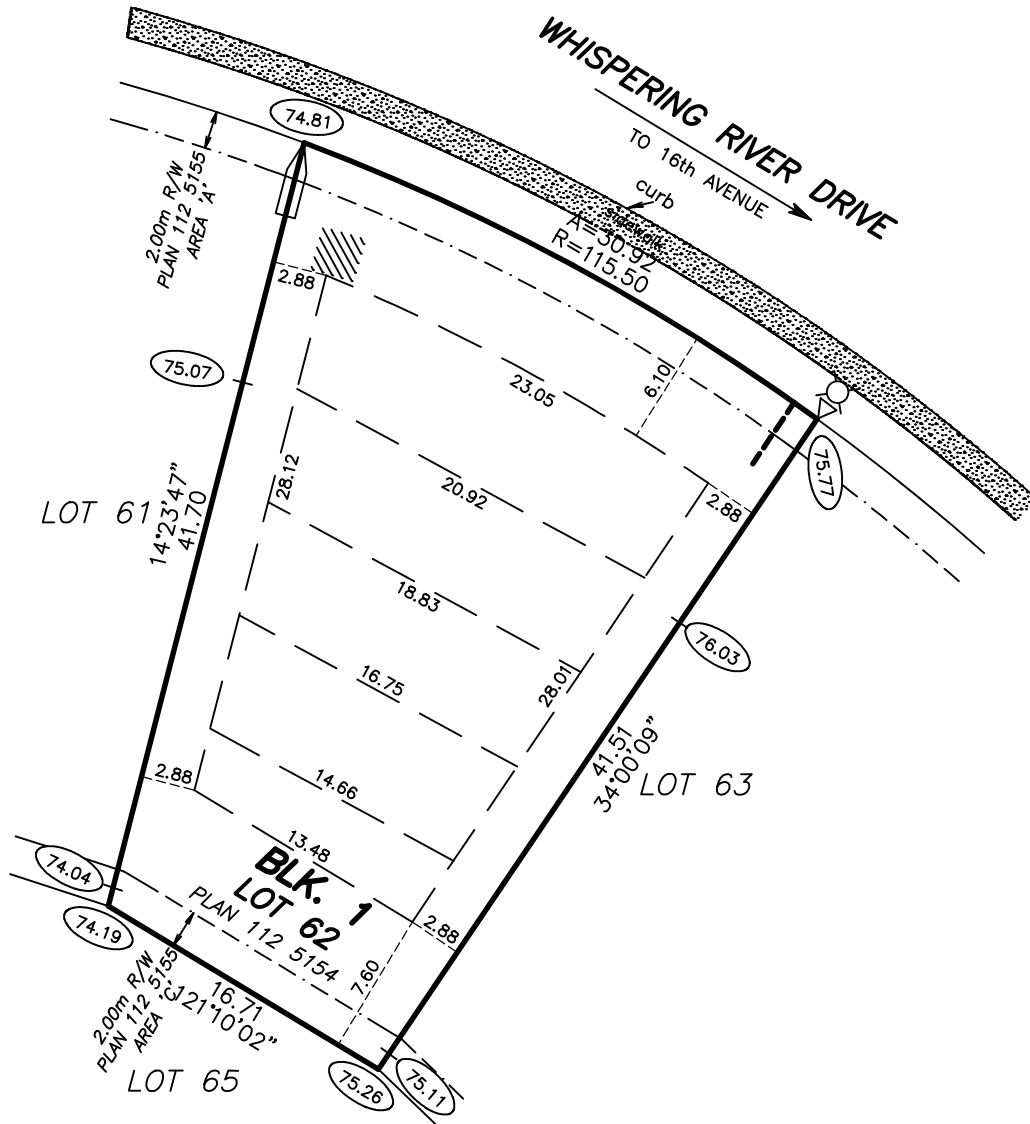 WHISPERING RIVER DRIVE
TO 16th AVENUE
curb
sidewalk
A=30.92
R=115.50
74.81
2.00m R/W
PLAN 112 5155
AREA 'A'
2.88
75.07
23.05
6.10
75.77
28.12
20.92
2.88
LOT 61
14°23'47"
41.70
18.83
76.03
16.75
28.01
41.51
34°00'09"
LOT 63
2.88
14.66
13.48
BLK. 1
LOT 62
PLAN 112 5154
74.04
74.19
2.88
7.60
2.00m R/W
PLAN 112 5155
AREA 'C'
16.71
121°10'02"
LOT 65
75.26
75.11